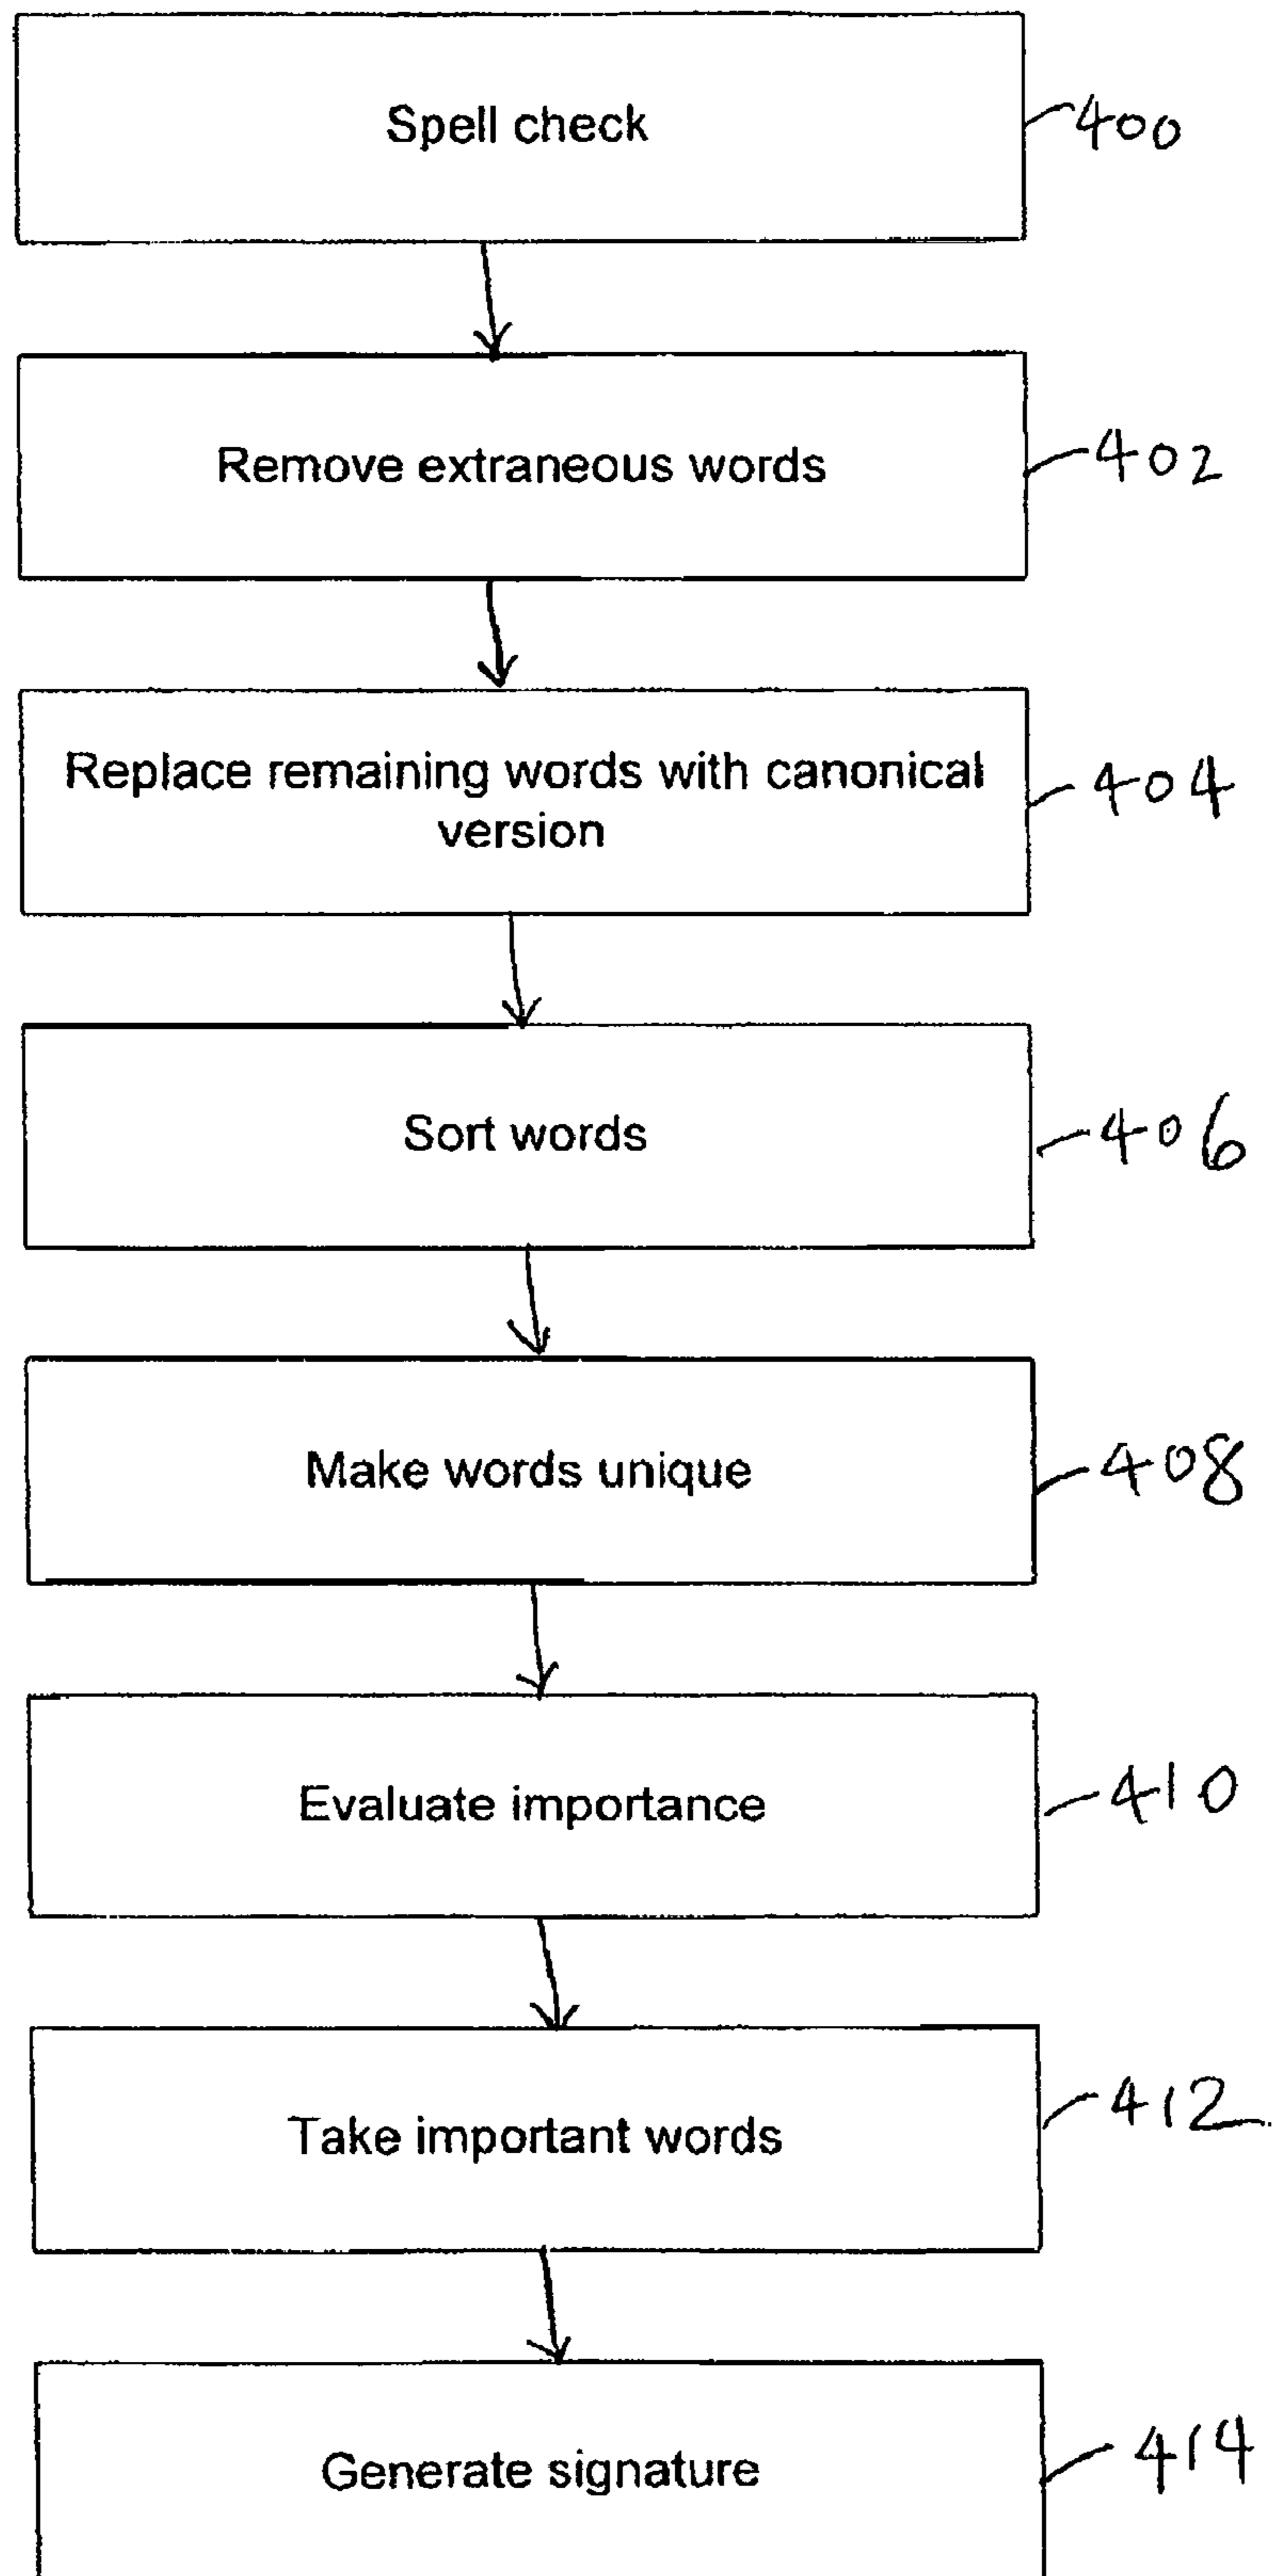 Spell check
400
Remove extraneous words
402
Replace remaining words with canonical
version
404
Sort words
406
Make words unique
408
Evaluate importance
410
Take important words
412
Generate signature
414